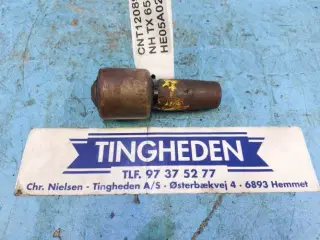 CNT1208
NH TX 65
HE05A02
TINGHEDEN
TLF. 97 37 52 77
Chr. Nielsen - Tingheden A/S - Østerbækvej 4 - 6893 Hemmet